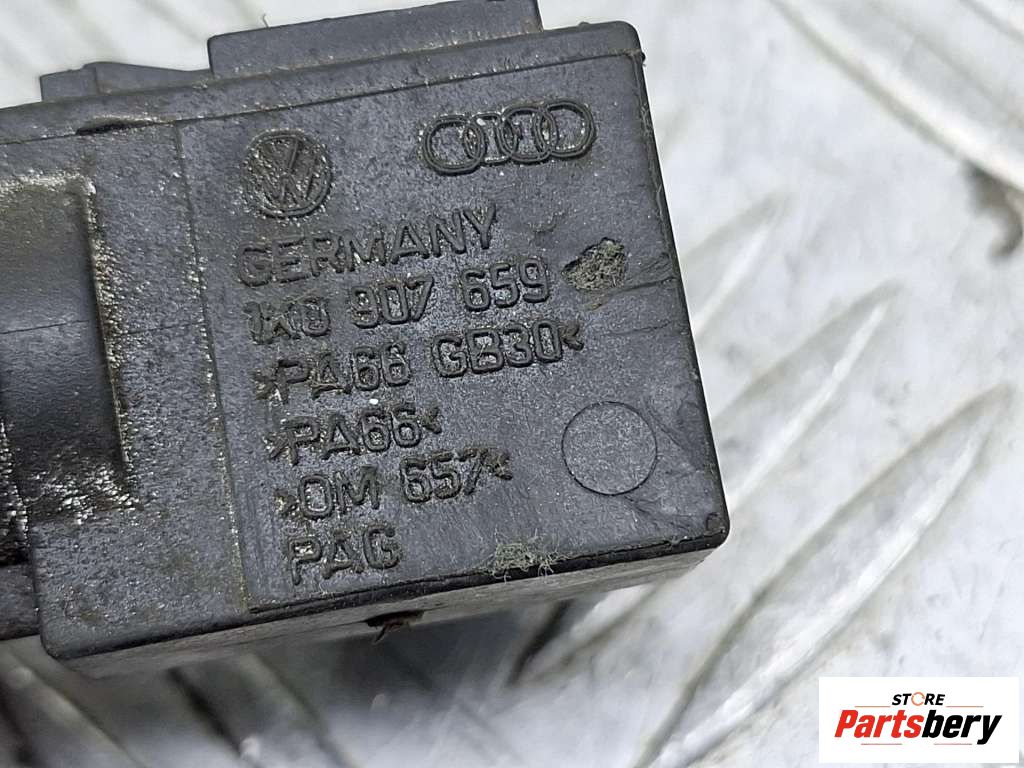 GERMANY
1K0 907 659
>PA66 GB30<
>PA66<
>OM 657<
PAG
STORE
Partsbery